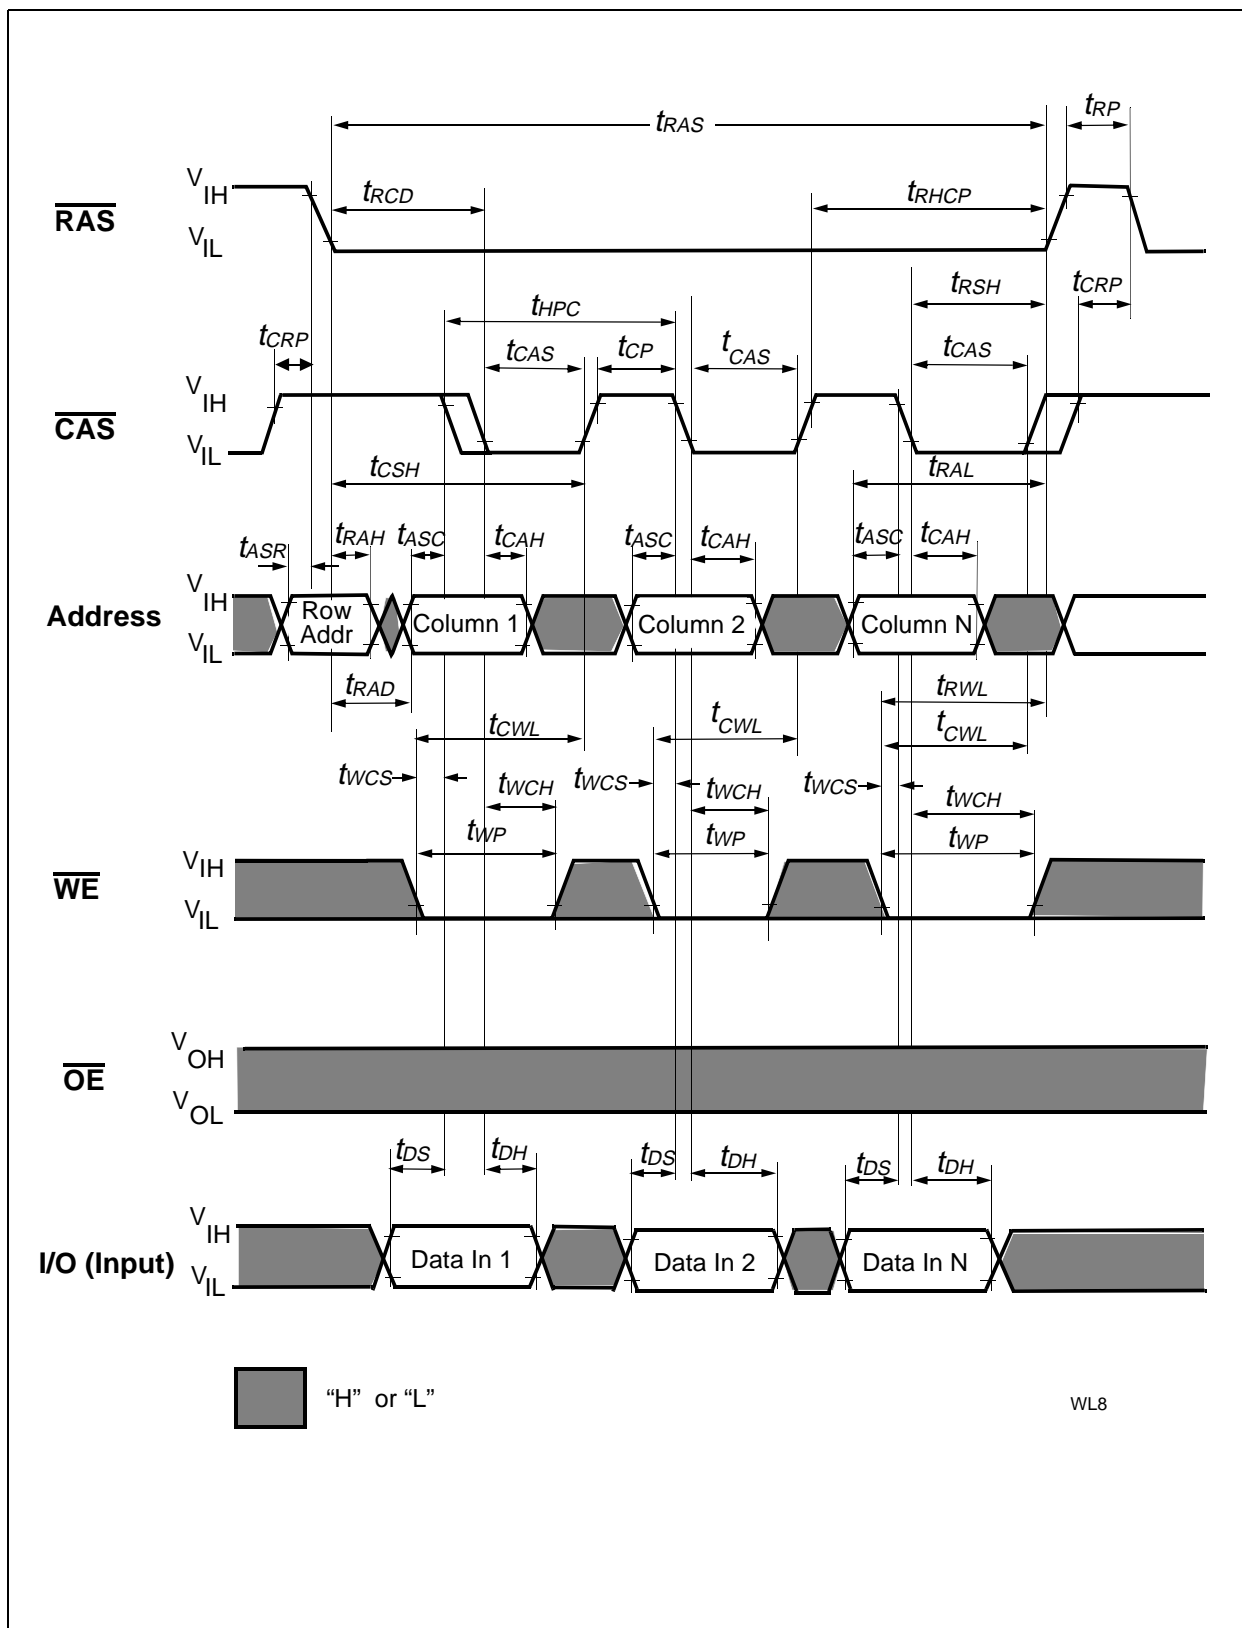 tRAS
tRP
VIH
RAS
VIL
tRCD
tRHCP
tRSH
tCRP
tHPC
tCRP
tCAS
tCP
tCAS
tCAS
VIH
CAS
VIL
tCSH
tRAL
tASR
tRAH
tASC
tCAH
tASC
tCAH
tASC
tCAH
VIH
Address
VIL
Row
Addr
Column 1
Column 2
Column N
tRAD
tRWL
tCWL
tCWL
tCWL
tWCS
tWCH
tWCS
tWCH
tWCS
tWCH
tWP
tWP
tWP
VIH
WE
VIL
VOH
OE
VOL
tDS
tDH
tDS
tDH
tDS
tDH
VIH
I/O (Input)
VIL
Data In 1
Data In 2
Data In N
“H” or “L”
WL8